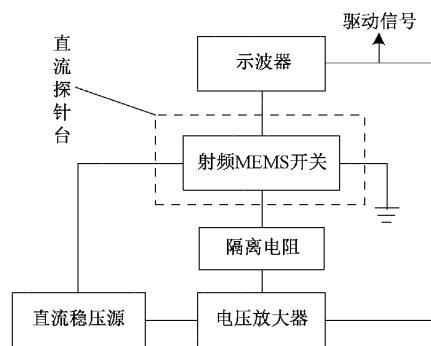 驱动信号
直流探针台
示波器
射频MEMS开关
隔离电阻
直流稳压源
电压放大器